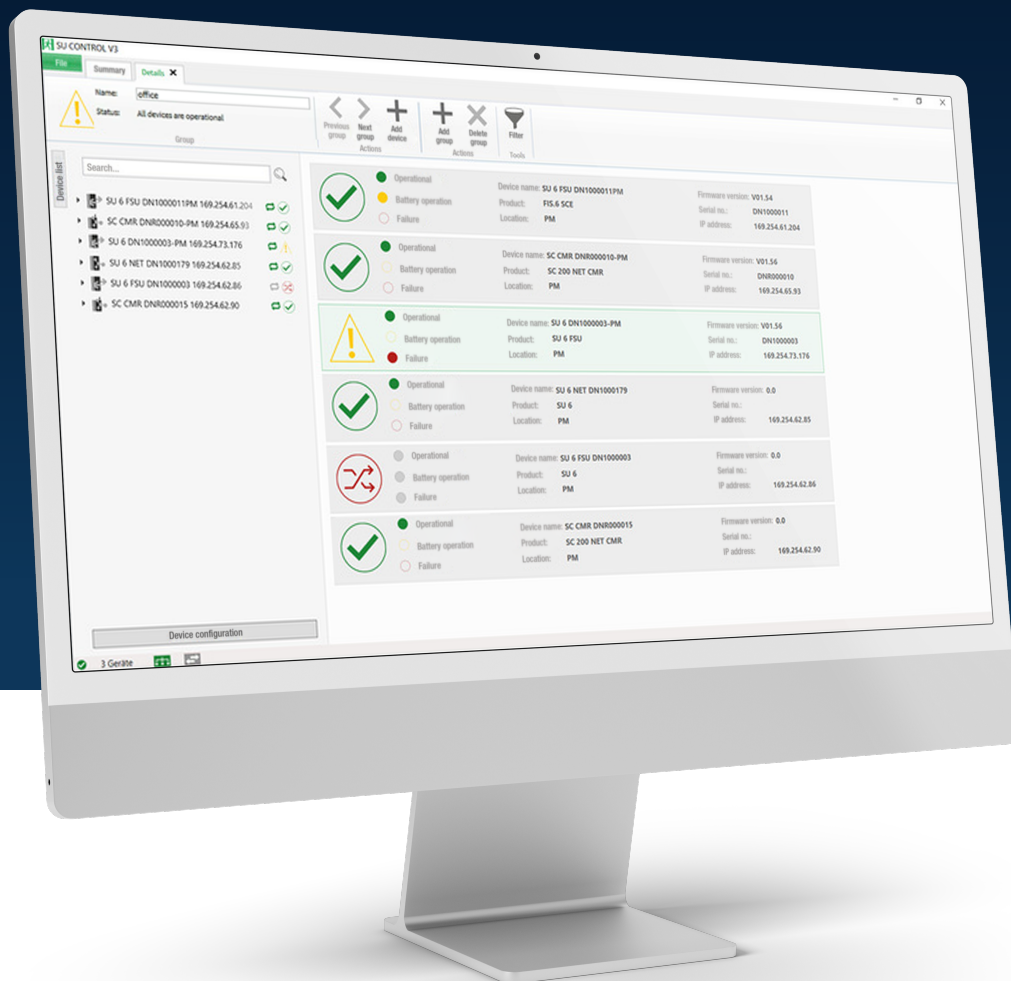 SU CONTROL V3
File Summary Details
Name: office
Status: All devices are operational
Group
Previous group
Next group
Add device
Actions
Add group
Delete group
Actions
Filter
Tools
Device list
Search...
SU 6 FSU DN1000011PM 169.254.61.204
SC CMR DNR000010-PM 169.254.65.93
SU 6 DN1000003-PM 169.254.73.176
SU 6 NET DN1000179 169.254.62.85
SU 6 FSU DN1000003 169.254.62.86
SC CMR DNR000015 169.254.62.90
Device configuration
3 Geräte
Operational
Battery operation
Failure
Device name: SU 6 FSU DN1000011PM
Product: FIS.6 SCE
Location: PM
Firmware version: V01.54
Serial no.: DN1000011
IP address: 169.254.61.204
Operational
Battery operation
Failure
Device name: SC CMR DNR000010-PM
Product: SC 200 NET CMR
Location: PM
Firmware version: V01.56
Serial no.: DNR000010
IP address: 169.254.65.93
Operational
Battery operation
Failure
Device name: SU 6 DN1000003-PM
Product: SU 6 FSU
Location: PM
Firmware version: V01.56
Serial no.: DN1000003
IP address: 169.254.73.176
Operational
Battery operation
Failure
Device name: SU 6 NET DN1000179
Product: SU 6
Location: PM
Firmware version: 0.0
Serial no.:
IP address: 169.254.62.85
Operational
Battery operation
Failure
Device name: SU 6 FSU DN1000003
Product: SU 6
Location: PM
Firmware version: 0.0
Serial no.:
IP address: 169.254.62.86
Operational
Battery operation
Failure
Device name: SC CMR DNR000015
Product: SC 200 NET CMR
Location: PM
Firmware version: 0.0
Serial no.:
IP address: 169.254.62.90